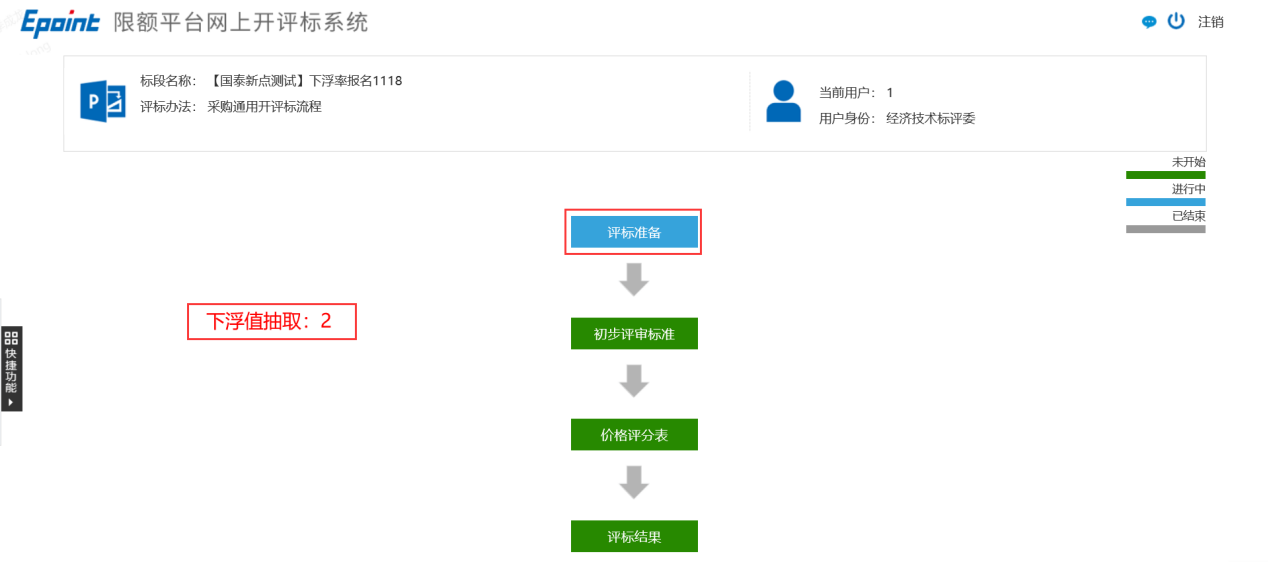 Epoint 限额平台网上开评标系统
注销
标段名称： 【国泰新点测试】下浮率报名1118
评标办法： 采购通用开评标流程
当前用户： 1
用户身份： 经济技术标评委
未开始
进行中
已结束
评标准备
下浮值抽取：2
初步评审标准
快捷功能
价格评分表
评标结果